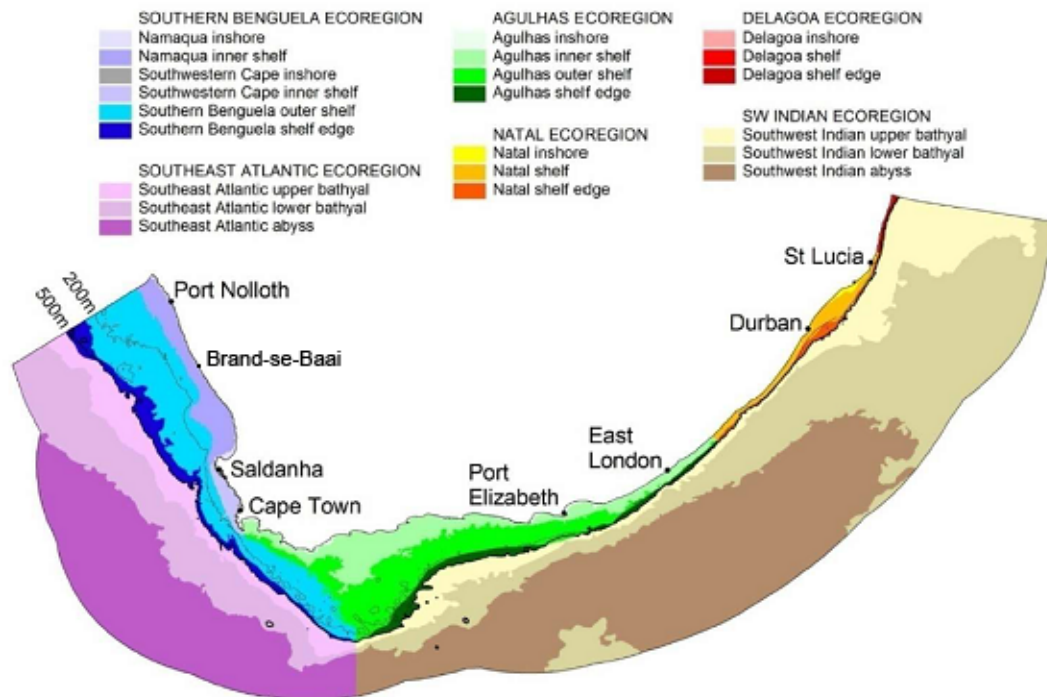 SOUTHERN BENGUELA ECOREGION
Namaqua inshore
Namaqua inner shelf
Southwestern Cape inshore
Southwestern Cape inner shelf
Southern Benguela outer shelf
Southern Benguela shelf edge
SOUTHEAST ATLANTIC ECOREGION
Southeast Atlantic upper bathyal
Southeast Atlantic lower bathyal
Southeast Atlantic abyss
AGULHAS ECOREGION
Agulhas inshore
Agulhas inner shelf
Agulhas outer shelf
Agulhas shelf edge
NATAL ECOREGION
Natal inshore
Natal shelf
Natal shelf edge
DELAGOA ECOREGION
Delagoa inshore
Delagoa shelf
Delagoa shelf edge
SW INDIAN ECOREGION
Southwest Indian upper bathyal
Southwest Indian lower bathyal
Southwest Indian abyss
500m
200m
Port Nolloth
Brand-se-Baai
Saldanha
Cape Town
Port
Elizabeth
East
London
Durban
St Lucia